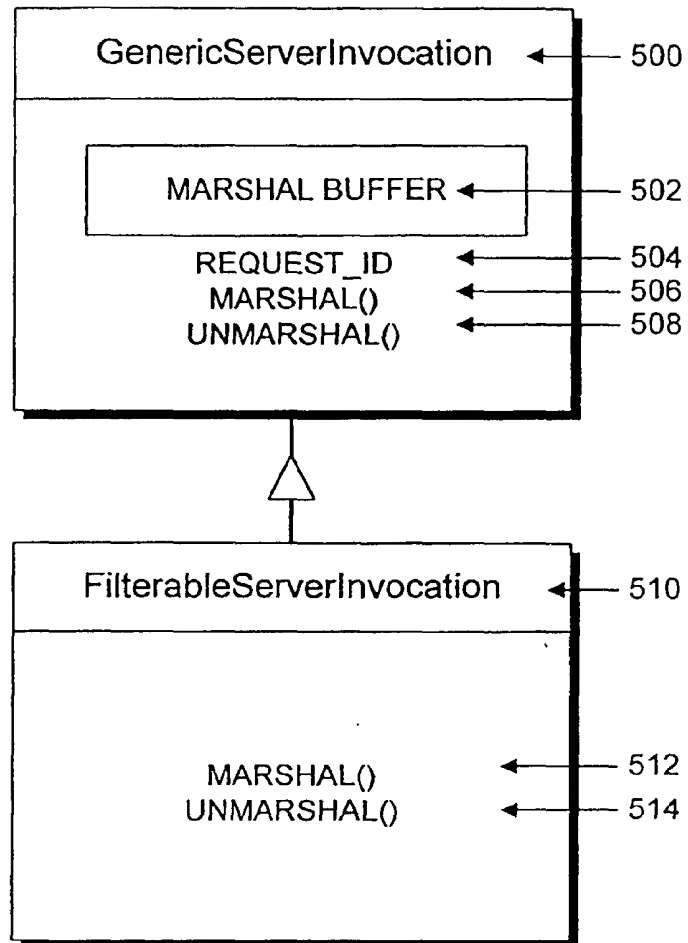 GenericServerInvocation 500
MARSHAL BUFFER 502
REQUEST_ID 504
MARSHAL() 506
UNMARSHAL() 508
FilterableServerInvocation 510
MARSHAL() 512
UNMARSHAL() 514